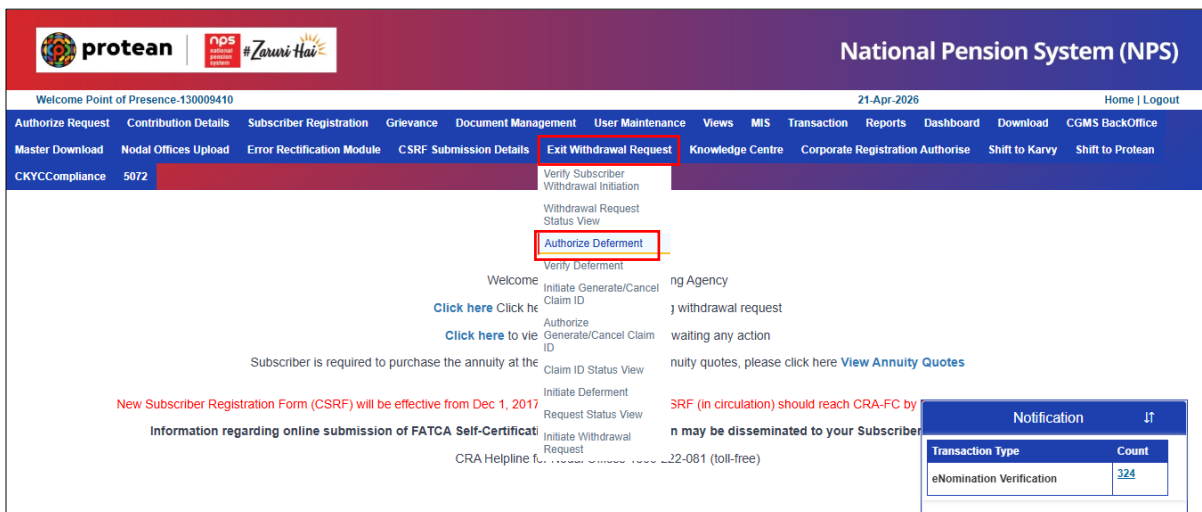 protean
nps
national
pension
system
#Zaruri Hai
National Pension System (NPS)
Welcome Point of Presence-130009410
21-Apr-2026
Home | Logout
Authorize Request Contribution Details Subscriber Registration Grievance Document Management User Maintenance Views MIS Transaction Reports Dashboard Download CGMS BackOffice
Master Download Nodal Offices Upload Error Rectification Module CSRF Submission Details Exit Withdrawal Request Knowledge Centre Corporate Registration Authorise Shift to Karvy Shift to Protean
CKYCCompliance 5072
Verify Subscriber
Withdrawal Initiation
Withdrawal Request
Status View
Authorize Deferment
Verify Deferment
Initiate Generate/Cancel
Claim ID
Authorize
Generate/Cancel Claim
ID
Claim ID Status View
Initiate Deferment
Request Status View
Initiate Withdrawal
Request
Welcome ng Agency
Click here Click he g withdrawal request
Click here to vie waiting any action
Subscriber is required to purchase the annuity at the nuity quotes, please click here View Annuity Quotes
New Subscriber Registration Form (CSRF) will be effective from Dec 1, 2017 SRF (in circulation) should reach CRA-FC by
Information regarding online submission of FATCA Self-Certificati n may be disseminated to your Subscriber
CRA Helpline fo 222-081 (toll-free)
Notification
Transaction Type Count
eNomination Verification 324